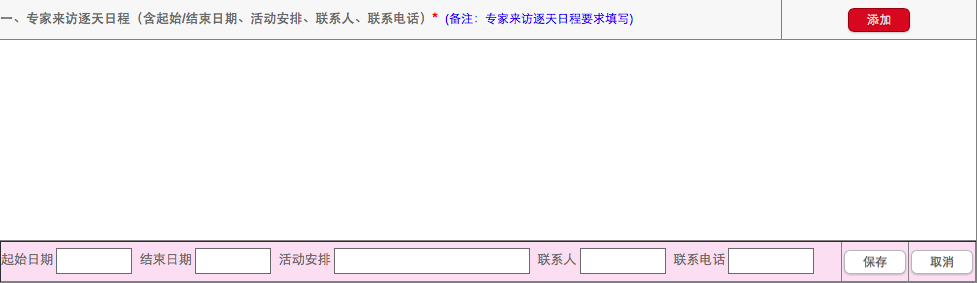 一、专家来访逐天日程（含起始/结束日期、活动安排、联系人、联系电话）* (备注：专家来访逐天日程要求填写) 添加
起始日期 结束日期 活动安排 联系人 联系电话 保存 取消